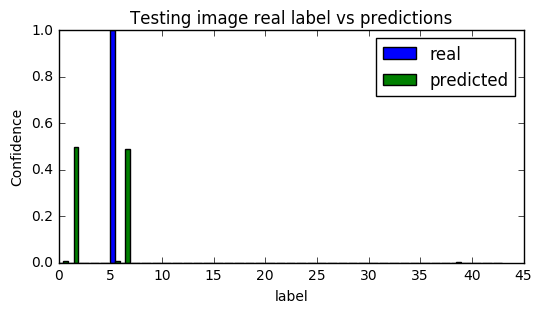 Testing image real label vs predictions
1.0
0.8
0.6
0.4
0.2
0.0
Confidence
real
predicted
0 5 10 15 20 25 30 35 40 45
label